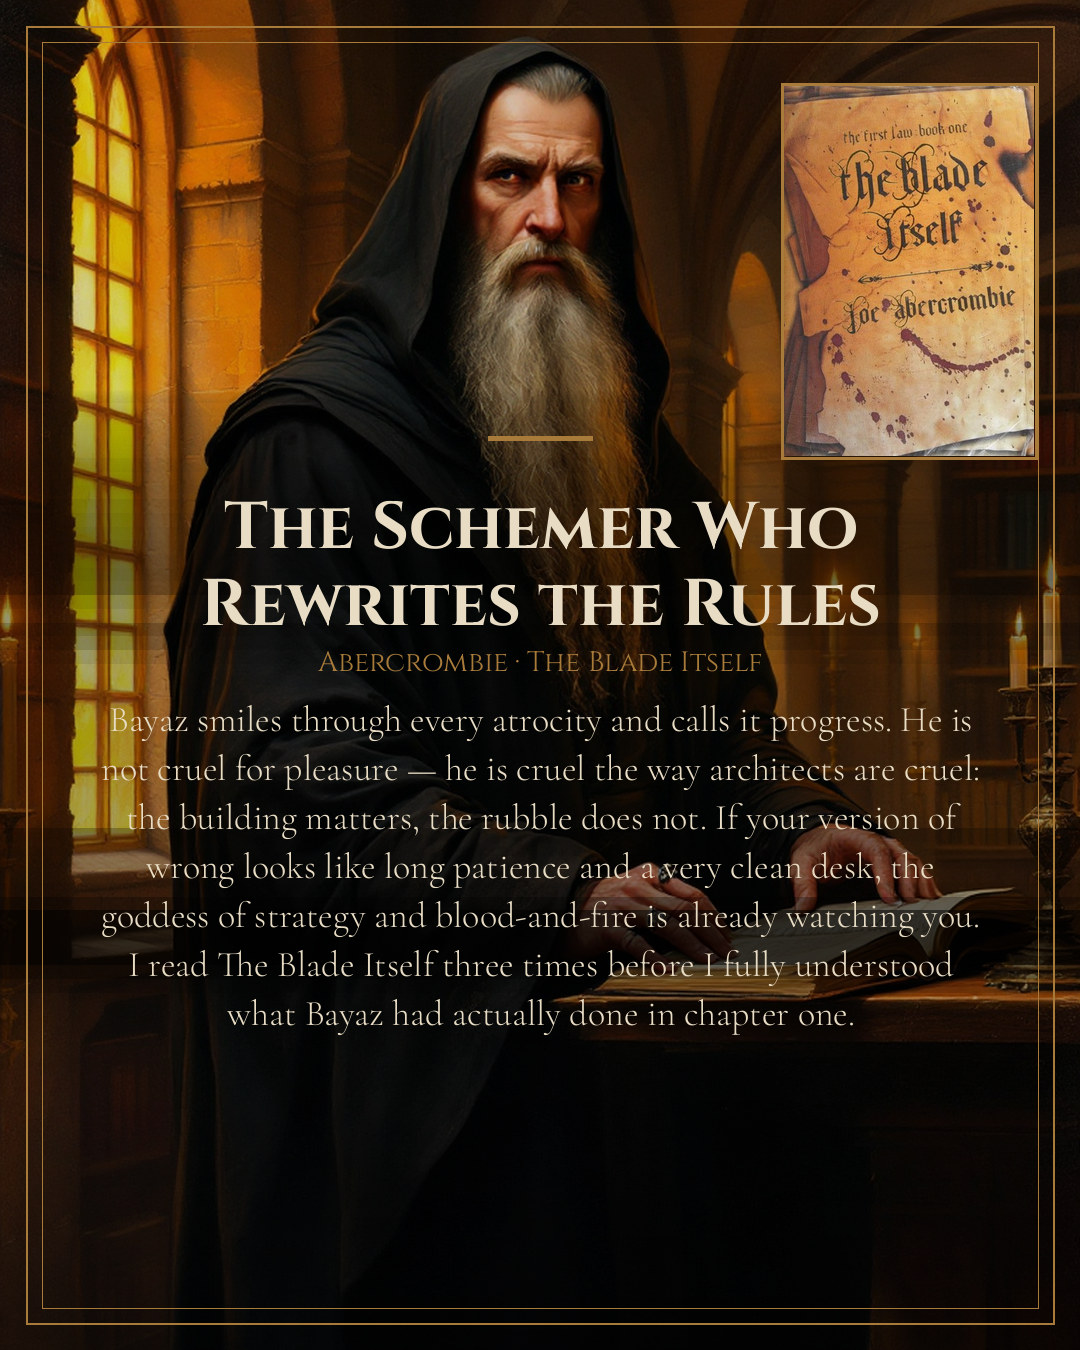 the first law: book one
the blade
itself
joe abercrombie
The Schemer Who
Rewrites the Rules
Abercrombie · The Blade Itself
Bayaz smiles through every atrocity and calls it progress. He is
not cruel for pleasure — he is cruel the way architects are cruel:
the building matters, the rubble does not. If your version of
wrong looks like long patience and a very clean desk, the
goddess of strategy and blood-and-fire is already watching you.
I read The Blade Itself three times before I fully understood
what Bayaz had actually done in chapter one.